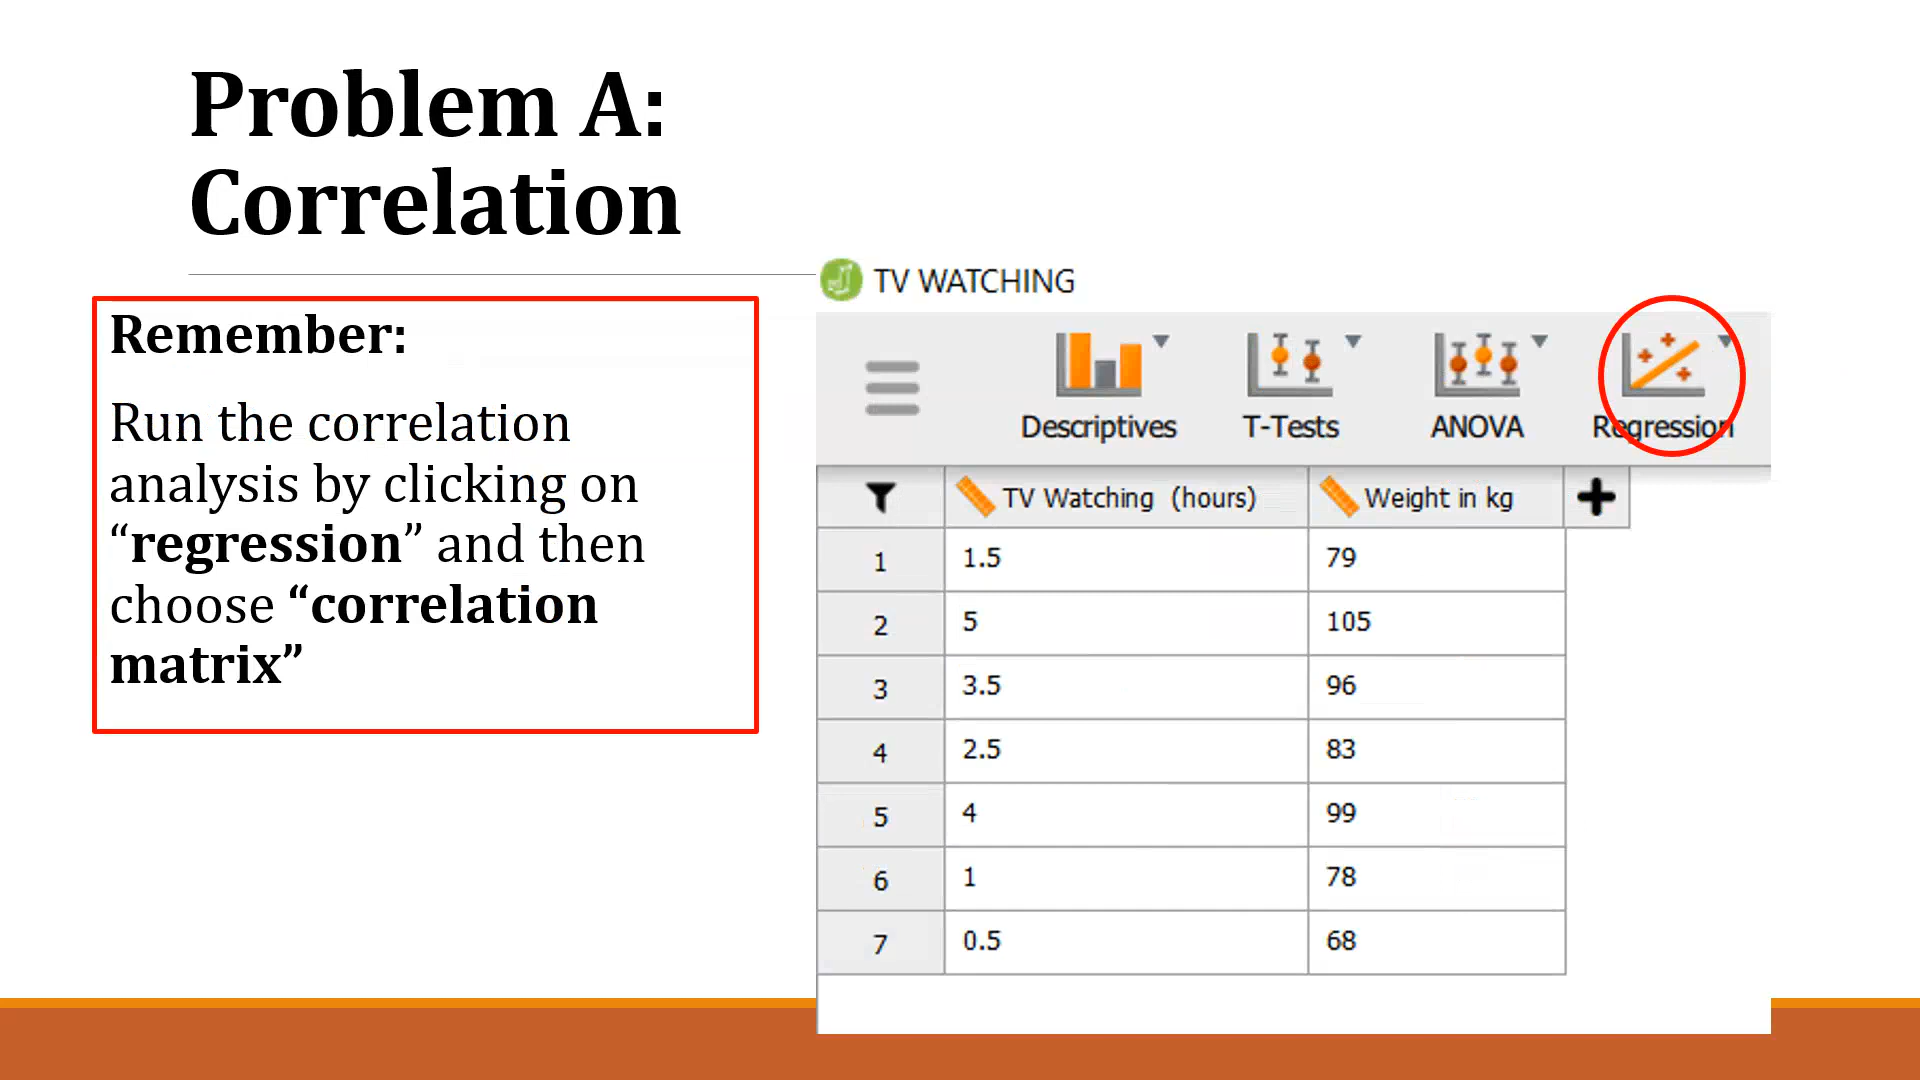 Problem A:
Correlation
Remember:
Run the correlation
analysis by clicking on
“regression” and then
choose “correlation
matrix”
TV WATCHING
Descriptives T-Tests ANOVA Regression
TV Watching (hours) Weight in kg
1 1.5 79
2 5 105
3 3.5 96
4 2.5 83
5 4 99
6 1 78
7 0.5 68